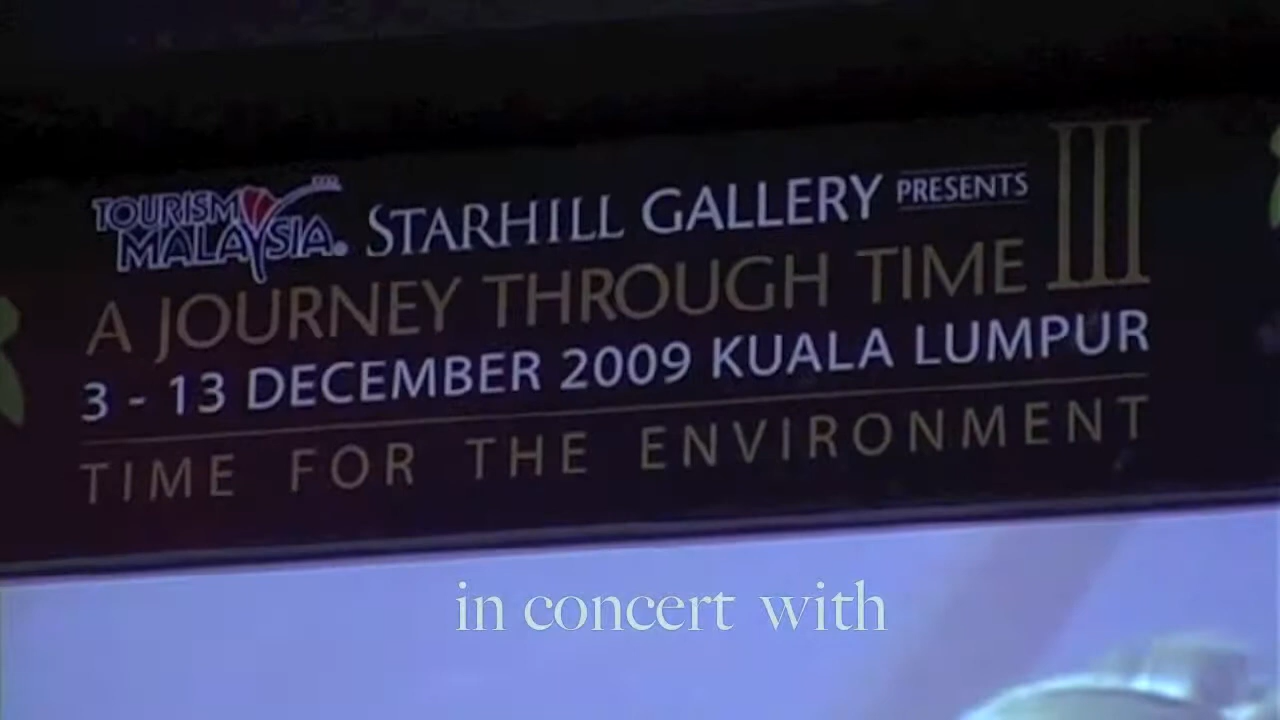 TOURISM MALAYSIA® STARHILL GALLERY PRESENTS
A JOURNEY THROUGH TIME III
3 - 13 DECEMBER 2009 KUALA LUMPUR
TIME FOR THE ENVIRONMENT
in concert with